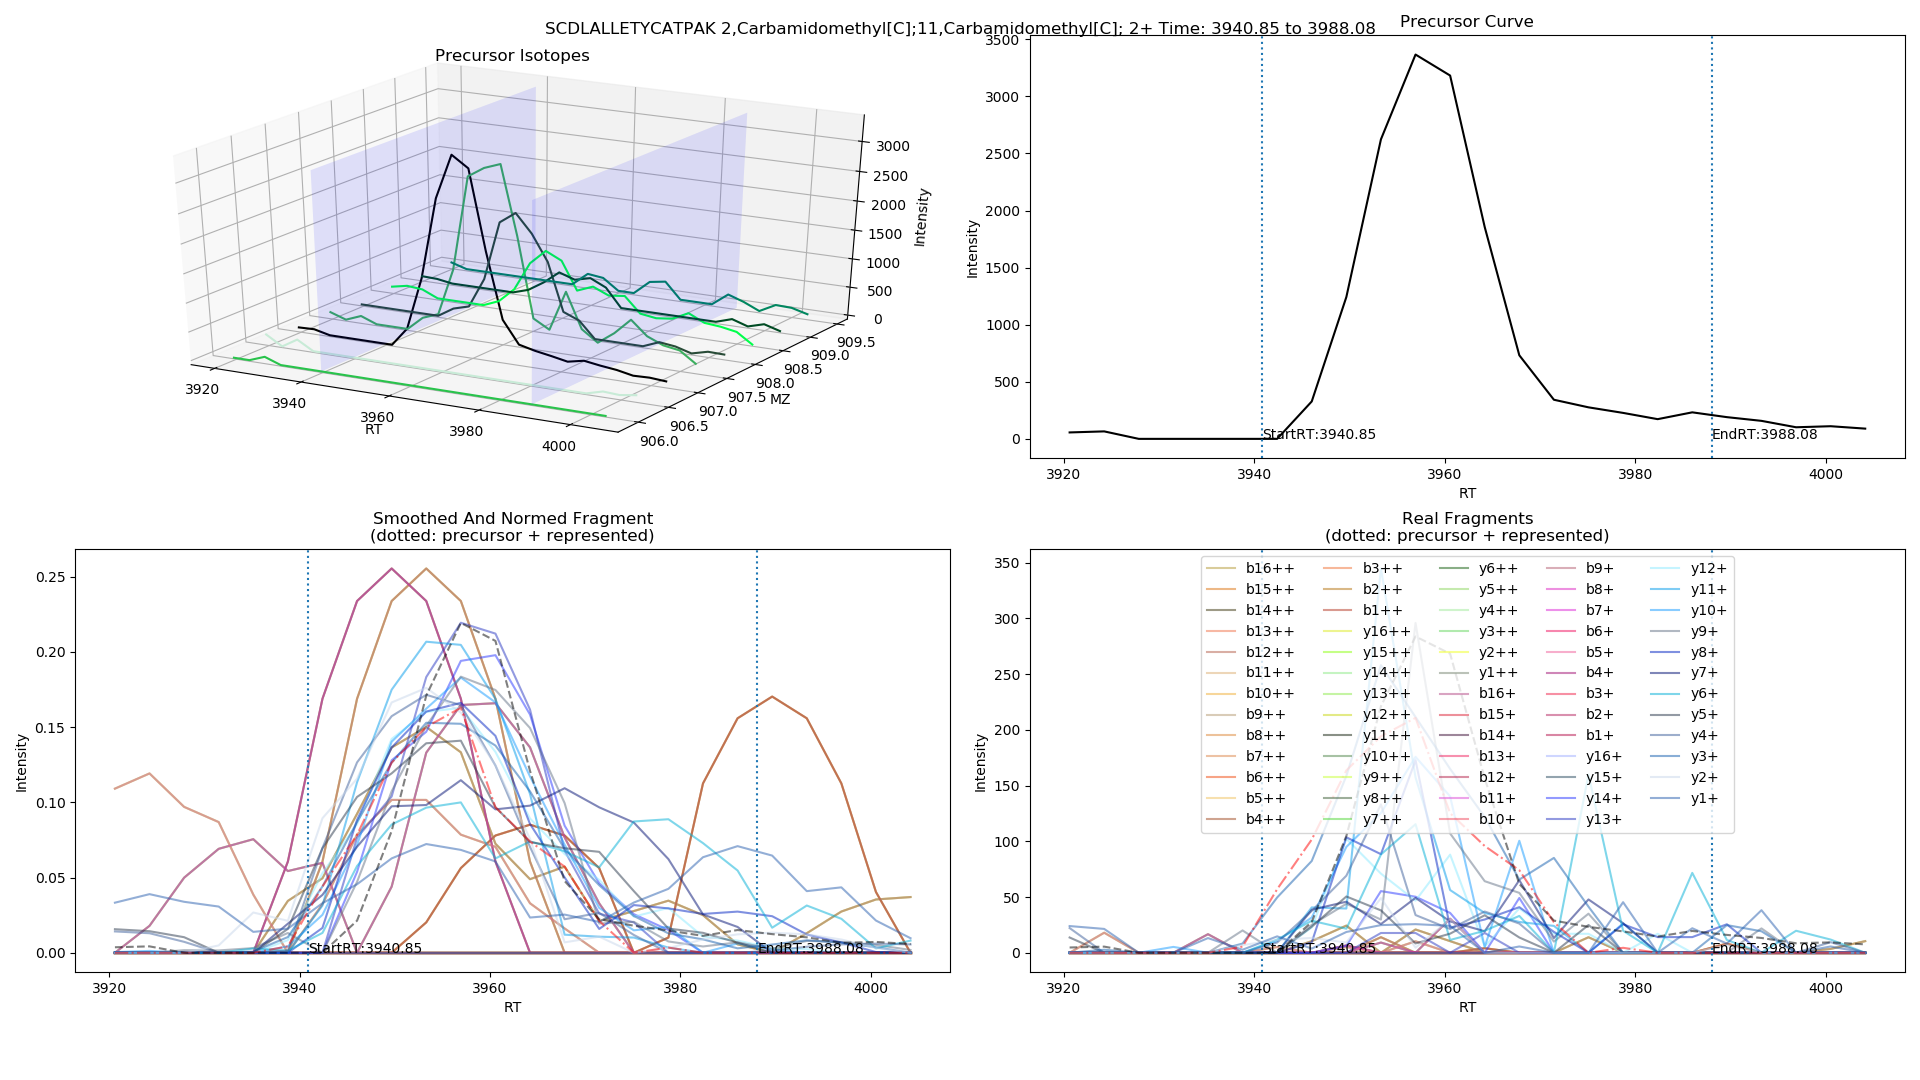 SCDLALLETYCATPAK 2,Carbamidomethyl[C];11,Carbamidomethyl[C]; 2+ Time: 3940.85 to 3988.08
Precursor Isotopes
3920
3940
3960
3980
4000
RT
906.0
906.5
907.0
907.5
908.0
908.5
909.0
909.5
MZ
0
500
1000
1500
2000
2500
3000
Intensity
Precursor Curve
3500
3000
2500
2000
1500
1000
500
0
Intensity
StartRT:3940.85
EndRT:3988.08
3920
3940
3960
3980
4000
RT
Smoothed And Normed Fragment
(dotted: precursor + represented)
0.25
0.20
0.15
0.10
0.05
0.00
Intensity
StartRT:3940.85
EndRT:3988.08
3920
3940
3960
3980
4000
RT
Real Fragments
(dotted: precursor + represented)
350
300
250
200
150
100
50
0
Intensity
b16++
b15++
b14++
b13++
b12++
b11++
b10++
b9++
b8++
b7++
b6++
b5++
b4++
b3++
b2++
b1++
y16++
y15++
y14++
y13++
y12++
y11++
y10++
y9++
y8++
y7++
y6++
y5++
y4++
y3++
y2++
y1++
b16+
b15+
b14+
b13+
b12+
b11+
b10+
b9+
b8+
b7+
b6+
b5+
b4+
b3+
b2+
b1+
y16+
y15+
y14+
y13+
y12+
y11+
y10+
y9+
y8+
y7+
y6+
y5+
y4+
y3+
y2+
y1+
StartRT:3940.85
EndRT:3988.08
3920
3940
3960
3980
4000
RT